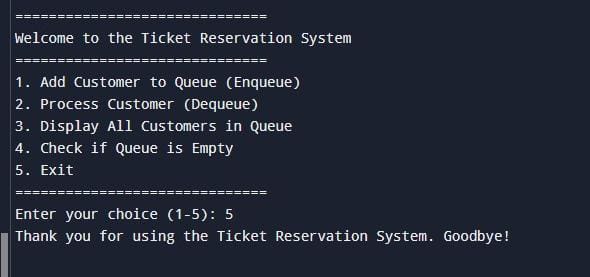 ==============================
Welcome to the Ticket Reservation System
==============================
1. Add Customer to Queue (Enqueue)
2. Process Customer (Dequeue)
3. Display All Customers in Queue
4. Check if Queue is Empty
5. Exit
==============================
Enter your choice (1-5): 5
Thank you for using the Ticket Reservation System. Goodbye!